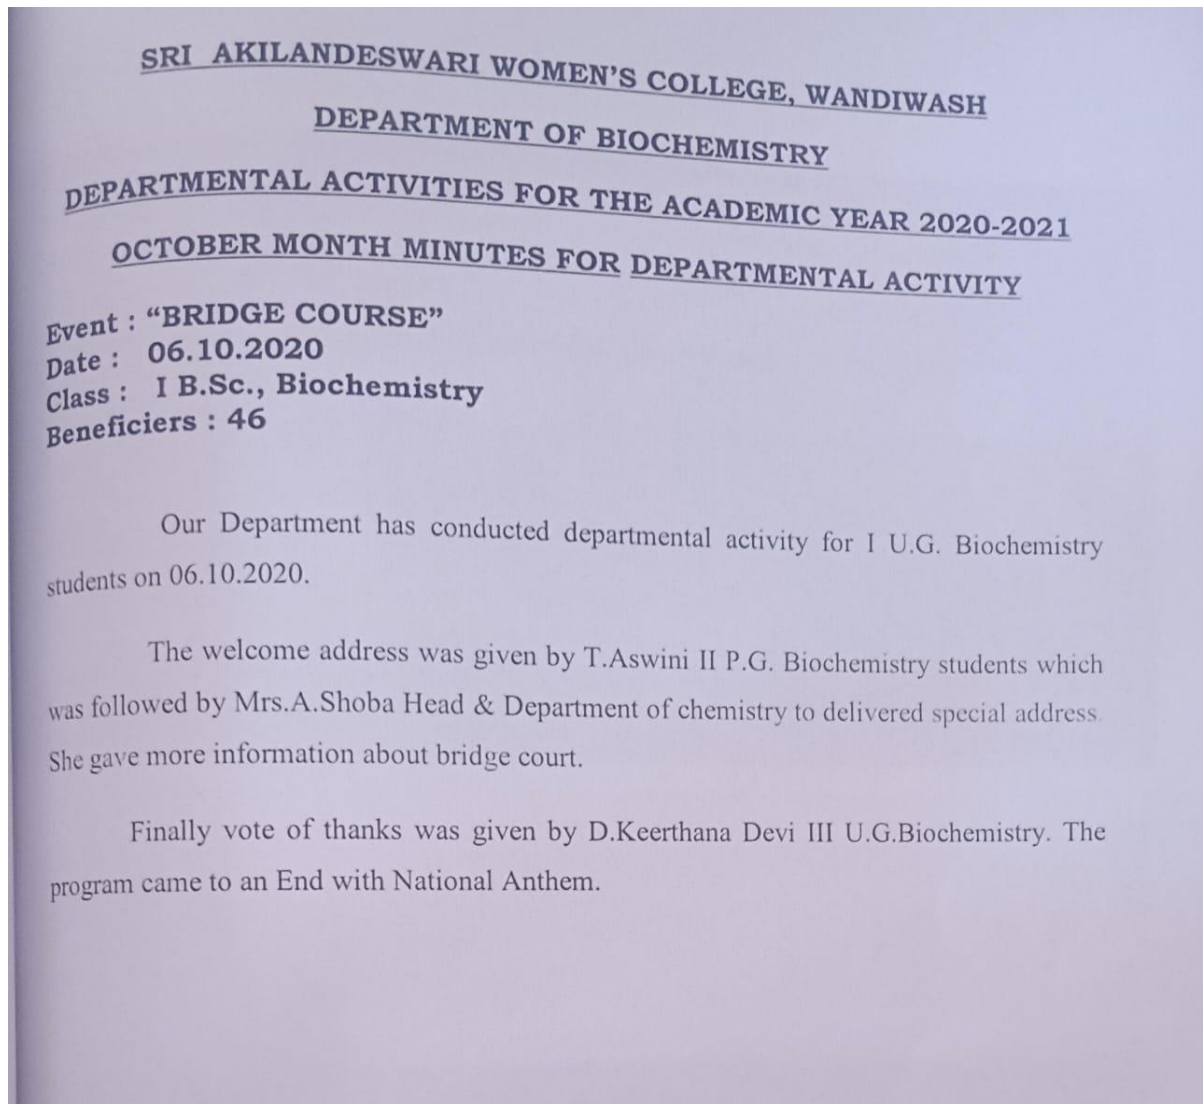 SRI AKILANDESWARI WOMEN'S COLLEGE, WANDIWASH
DEPARTMENT OF BIOCHEMISTRY
DEPARTMENTAL ACTIVITIES FOR THE ACADEMIC YEAR 2020-2021
OCTOBER MONTH MINUTES FOR DEPARTMENTAL ACTIVITY
Event : “BRIDGE COURSE”
Date : 06.10.2020
Class : I B.Sc., Biochemistry
Beneficiers : 46
Our Department has conducted departmental activity for I U.G. Biochemistry
students on 06.10.2020.
The welcome address was given by T.Aswini II P.G. Biochemistry students which
was followed by Mrs.A.Shoba Head & Department of chemistry to delivered special address.
She gave more information about bridge court.
Finally vote of thanks was given by D.Keerthana Devi III U.G.Biochemistry. The
program came to an End with National Anthem.